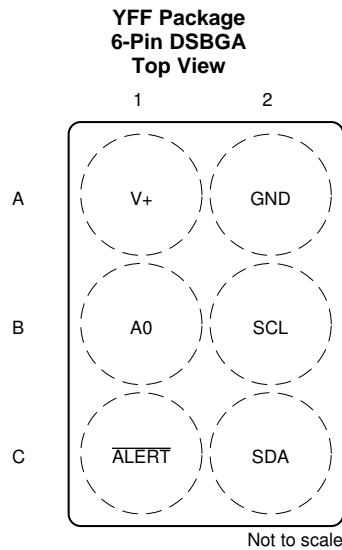 YFF Package
6-Pin DSBGA
Top View
1 2
A V+ GND
B A0 SCL
C ALERT SDA
Not to scale